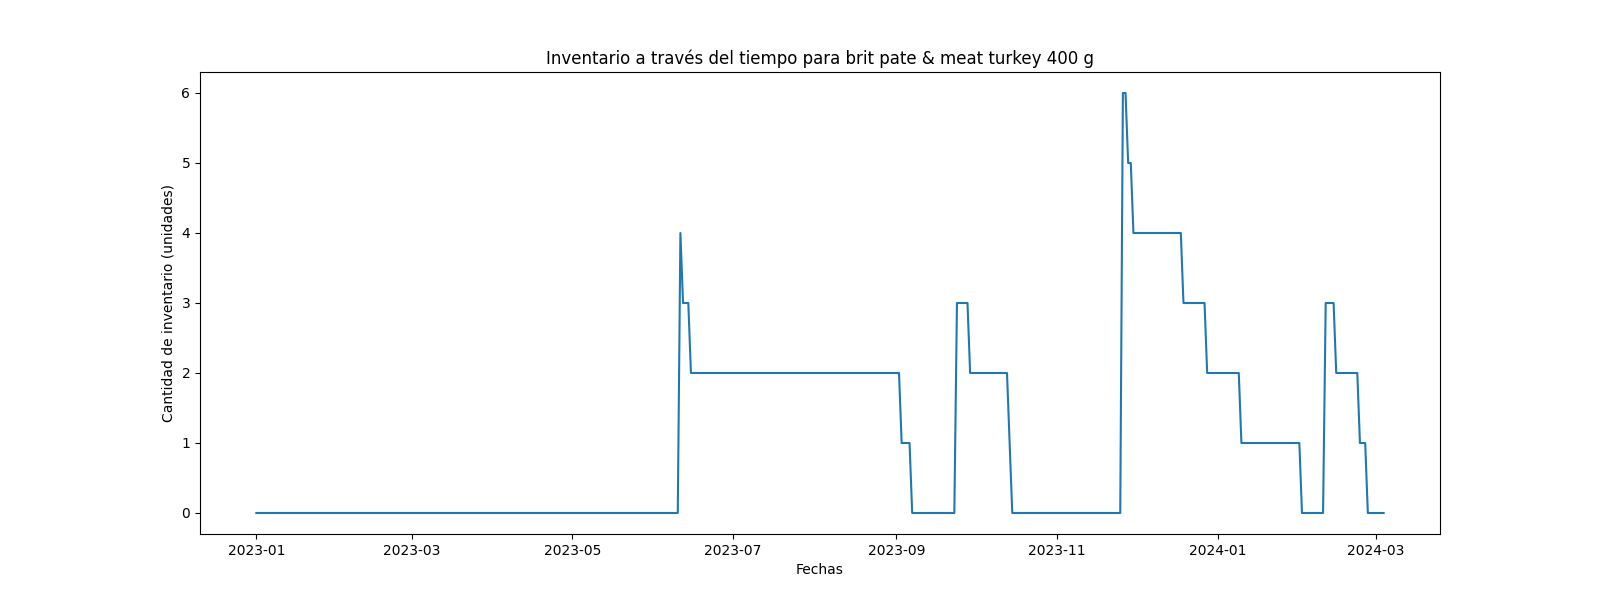 Inventario a través del tiempo para brit pate & meat turkey 400 g
Cantidad de inventario (unidades)
6
5
4
3
2
1
0
2023-01 2023-03 2023-05 2023-07 2023-09 2023-11 2024-01 2024-03
Fechas